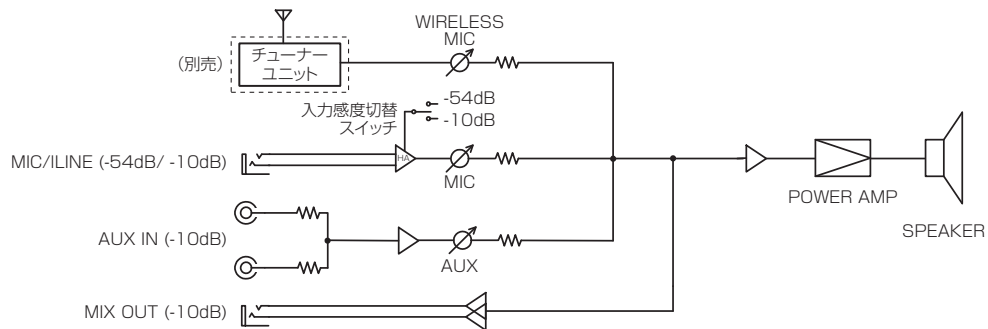 WIRELESS
MIC
(別売)
チューナー
ユニット
入力感度切替
スイッチ
-54dB
-10dB
MIC/lLINE (-54dB/ -10dB)
HA
MIC
POWER AMP
SPEAKER
AUX IN (-10dB)
AUX
MIX OUT (-10dB)